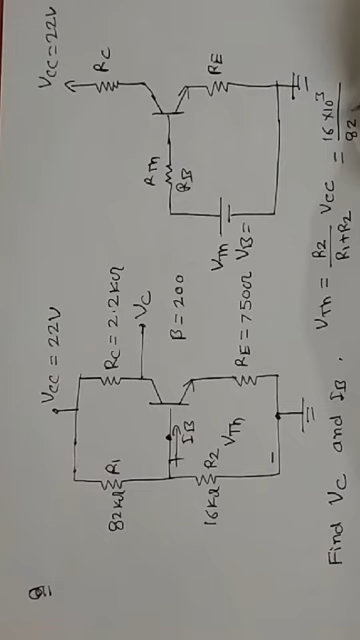 Q
VCC = 22V
82KΩ
R1
RC = 2.2KΩ
VC
β = 200
IB
+
16KΩ
R2
VTh
-
RE = 750Ω
VCC = 22V
RC
RTh
RB
RE
VTh
VB =
Find VC and IB.
VTh = R2 / R1+R2 VCC = 16 × 10³ / 82